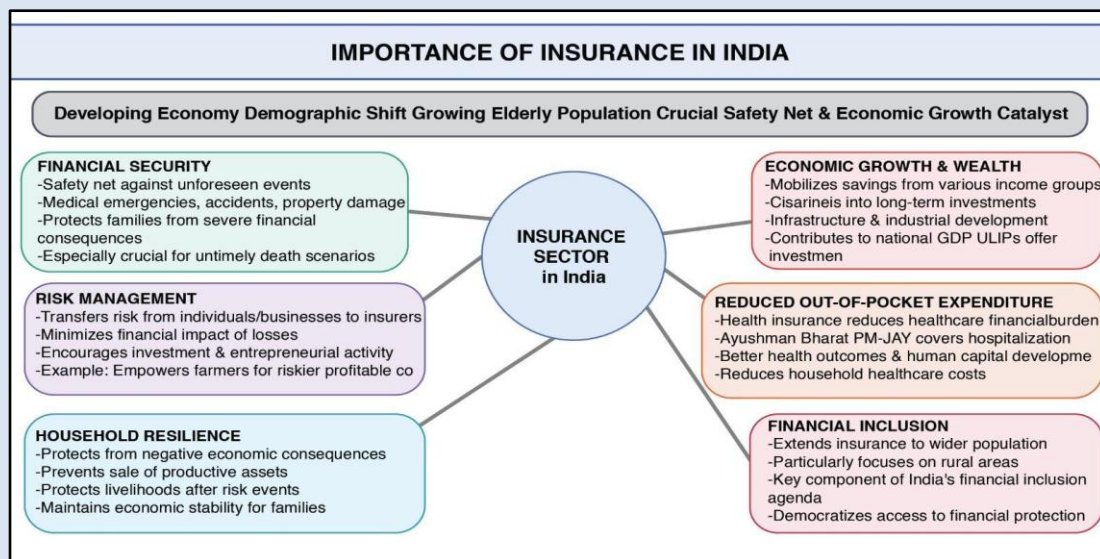 IMPORTANCE OF INSURANCE IN INDIA
Developing Economy Demographic Shift Growing Elderly Population Crucial Safety Net & Economic Growth Catalyst
FINANCIAL SECURITY
-Safety net against unforeseen events
-Medical emergencies, accidents, property damage
-Protects families from severe financial
consequences
-Especially crucial for untimely death scenarios
RISK MANAGEMENT
-Transfers risk from individuals/businesses to insurers
-Minimizes financial impact of losses
-Encourages investment & entrepreneurial activity
-Example: Empowers farmers for riskier profitable co
HOUSEHOLD RESILIENCE
-Protects from negative economic consequences
-Prevents sale of productive assets
-Protects livelihoods after risk events
-Maintains economic stability for families
INSURANCE
SECTOR
in India
ECONOMIC GROWTH & WEALTH
-Mobilizes savings from various income groups
-Cisarineis into long-term investments
-Infrastructure & industrial development
-Contributes to national GDP ULIPs offer
investmen
REDUCED OUT-OF-POCKET EXPENDITURE
-Health insurance reduces healthcare financialburden
-Ayushman Bharat PM-JAY covers hospitalization
-Better health outcomes & human capital developme
-Reduces household healthcare costs
FINANCIAL INCLUSION
-Extends insurance to wider population
-Particularly focuses on rural areas
-Key component of India's financial inclusion
agenda
-Democratizes access to financial protection